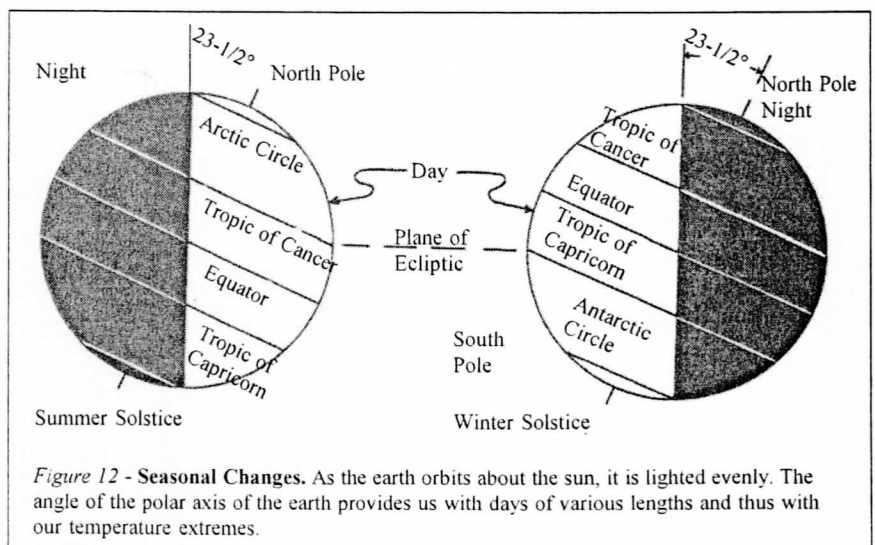 23-1/2°
Night
North Pole
Arctic Circle
Tropic of Cancer
Equator
Tropic of
Capricorn
Summer Solstice
Day
Plane of
Ecliptic
23-1/2°
North Pole
Night
Tropic of
Cancer
Equator
Tropic of
Capricorn
Antarctic
Circle
South
Pole
Winter Solstice
Figure 12 - Seasonal Changes. As the earth orbits about the sun, it is lighted evenly. The
angle of the polar axis of the earth provides us with days of various lengths and thus with
our temperature extremes.